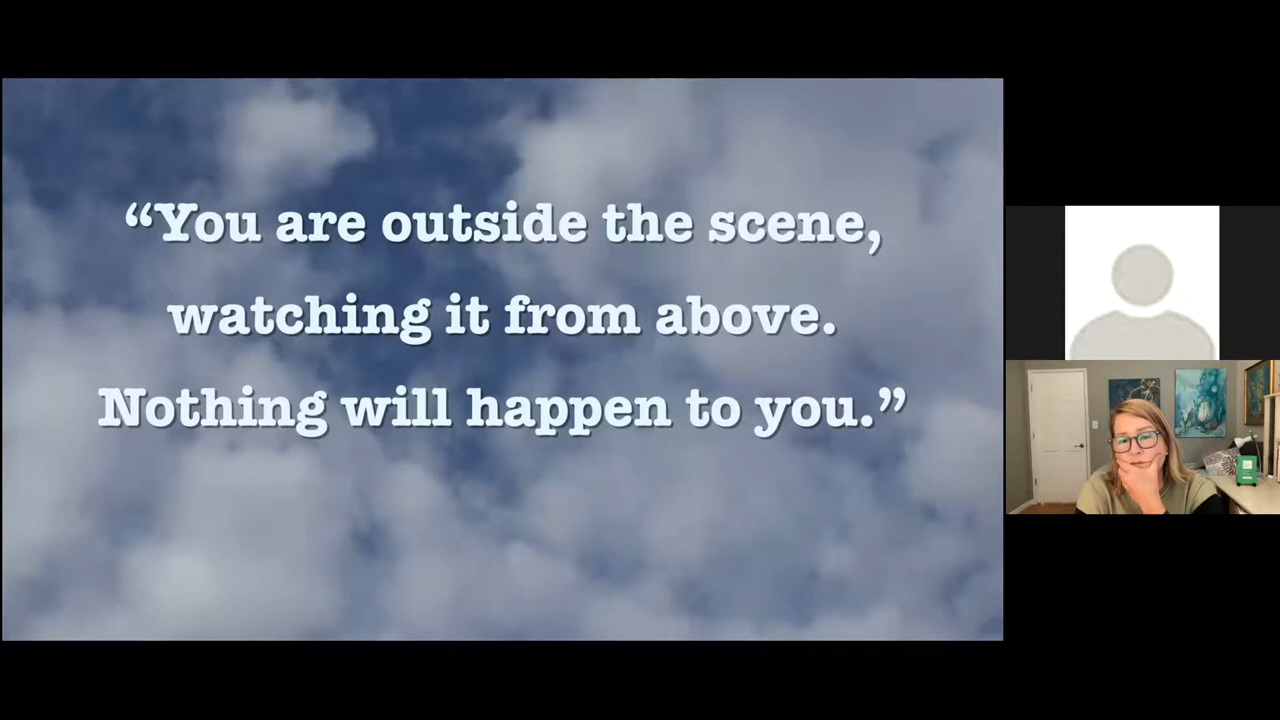 “You are outside the scene,
watching it from above.
Nothing will happen to you.”